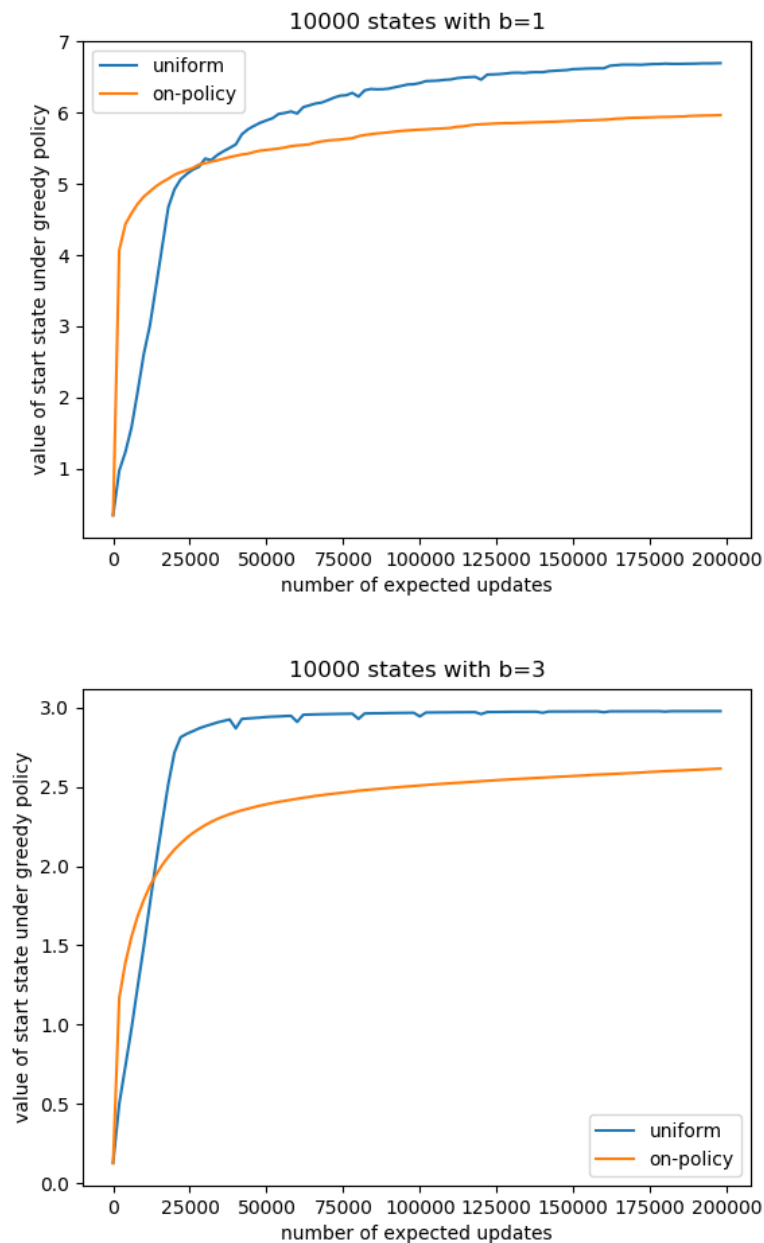 10000 states with b=1
7
6
5
4
3
2
1
value of start state under greedy policy
uniform
on-policy
0 25000 50000 75000 100000 125000 150000 175000 200000
number of expected updates
10000 states with b=3
3.0
2.5
2.0
1.5
1.0
0.5
0.0
value of start state under greedy policy
uniform
on-policy
0 25000 50000 75000 100000 125000 150000 175000 200000
number of expected updates